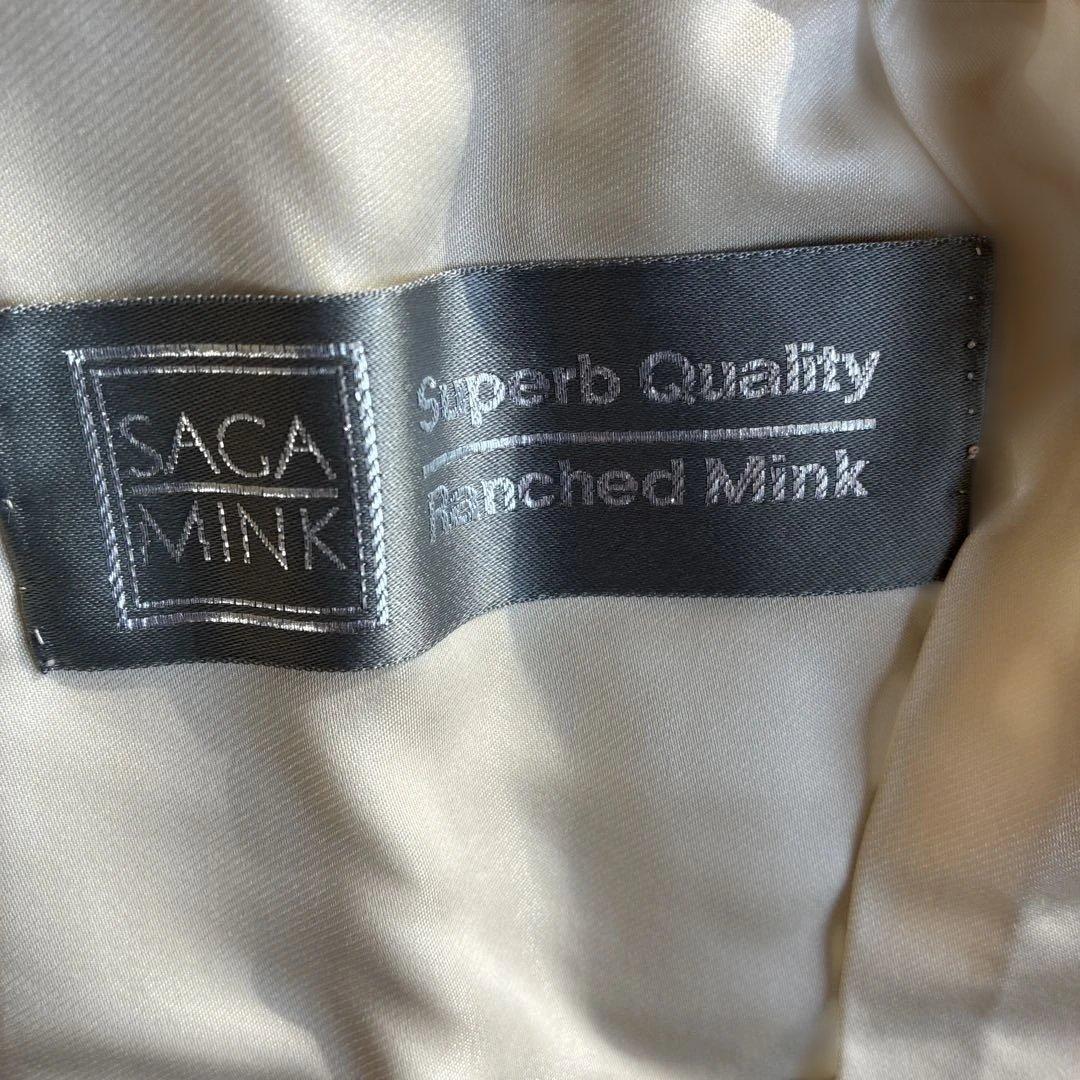 SAGA
MINK
Superb Quality
Ranched Mink